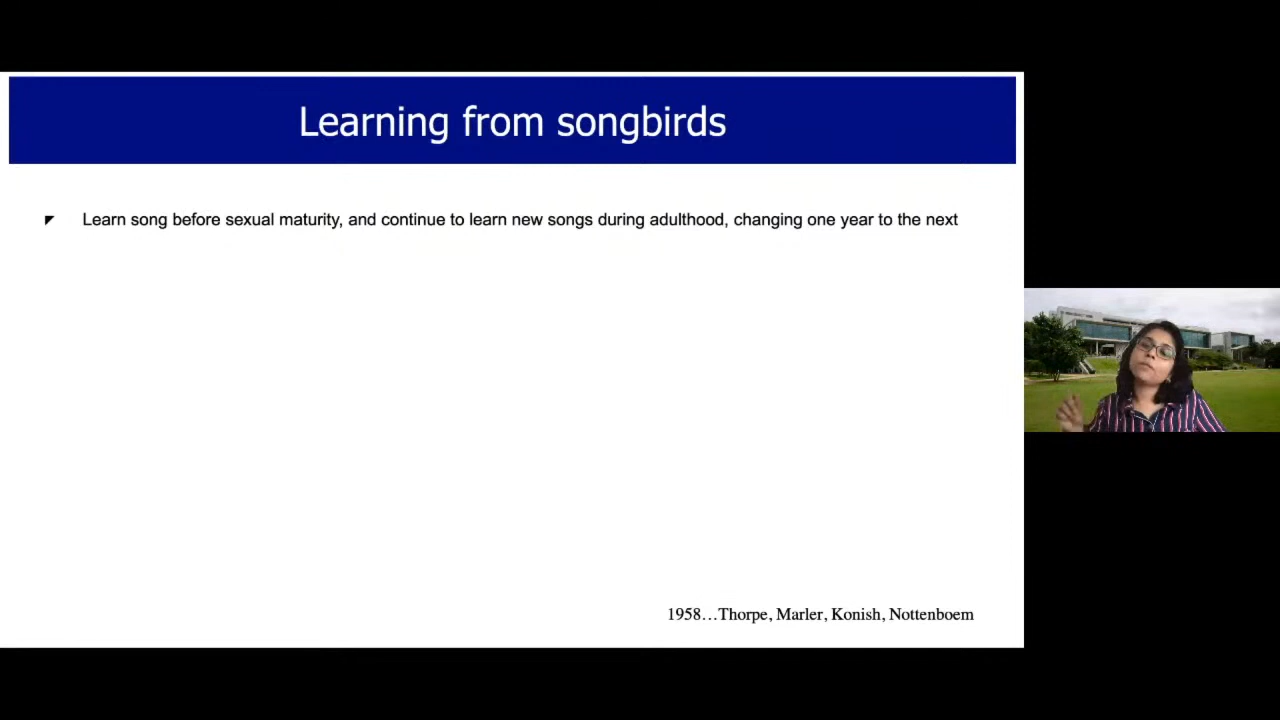 Learning from songbirds
Learn song before sexual maturity, and continue to learn new songs during adulthood, changing one year to the next
1958…Thorpe, Marler, Konish, Nottenboem